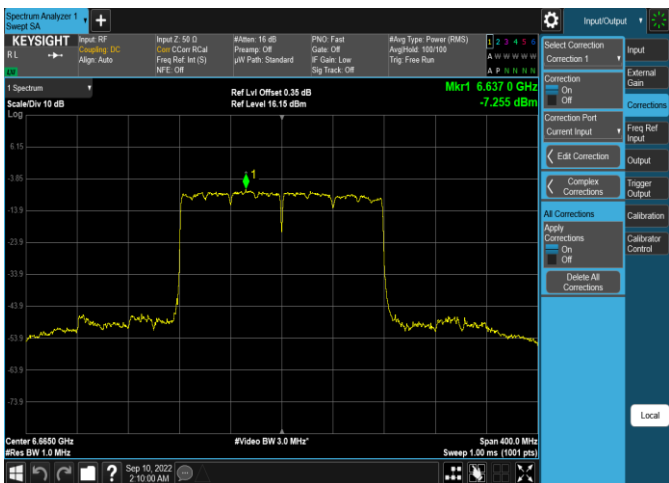 Spectrum Analyzer 1
Swept SA
Input/Output
KEYSIGHT
R L
LXI
Input: RF
Coupling: DC
Align: Auto
Input Z: 50 Ω
Corr CCorr RCal
Freq Ref: Int (S)
NFE: Off
#Atten: 16 dB
Preamp: Off
µW Path: Standard
PNO: Fast
Gate: Off
IF Gain: Low
Sig Track: Off
#Avg Type: Power (RMS)
Avg|Hold: 100/100
Trig: Free Run
1 2 3 4 5 6
A W W W W W
A P N N N N
1 Spectrum
Scale/Div 10 dB
Log
Ref Lvl Offset 0.35 dB
Ref Level 16.15 dBm
Mkr1 6.637 0 GHz
-7.255 dBm
6.15
-3.85
-13.9
-23.9
-33.9
-43.9
-53.9
-63.9
-73.9
1
Center 6.6650 GHz
#Res BW 1.0 MHz
#Video BW 3.0 MHz*
Span 400.0 MHz
Sweep 1.00 ms (1001 pts)
Select Correction
Correction 1
Correction
On
Off
Correction Port
Current Input
Edit Correction
Complex
Corrections
All Corrections
Apply
Corrections
On
Off
Delete All
Corrections
Input
External
Gain
Corrections
Freq Ref
Input
Output
Trigger
Output
Calibration
Calibrator
Control
Local
?
Sep 10, 2022
2:10:00 AM